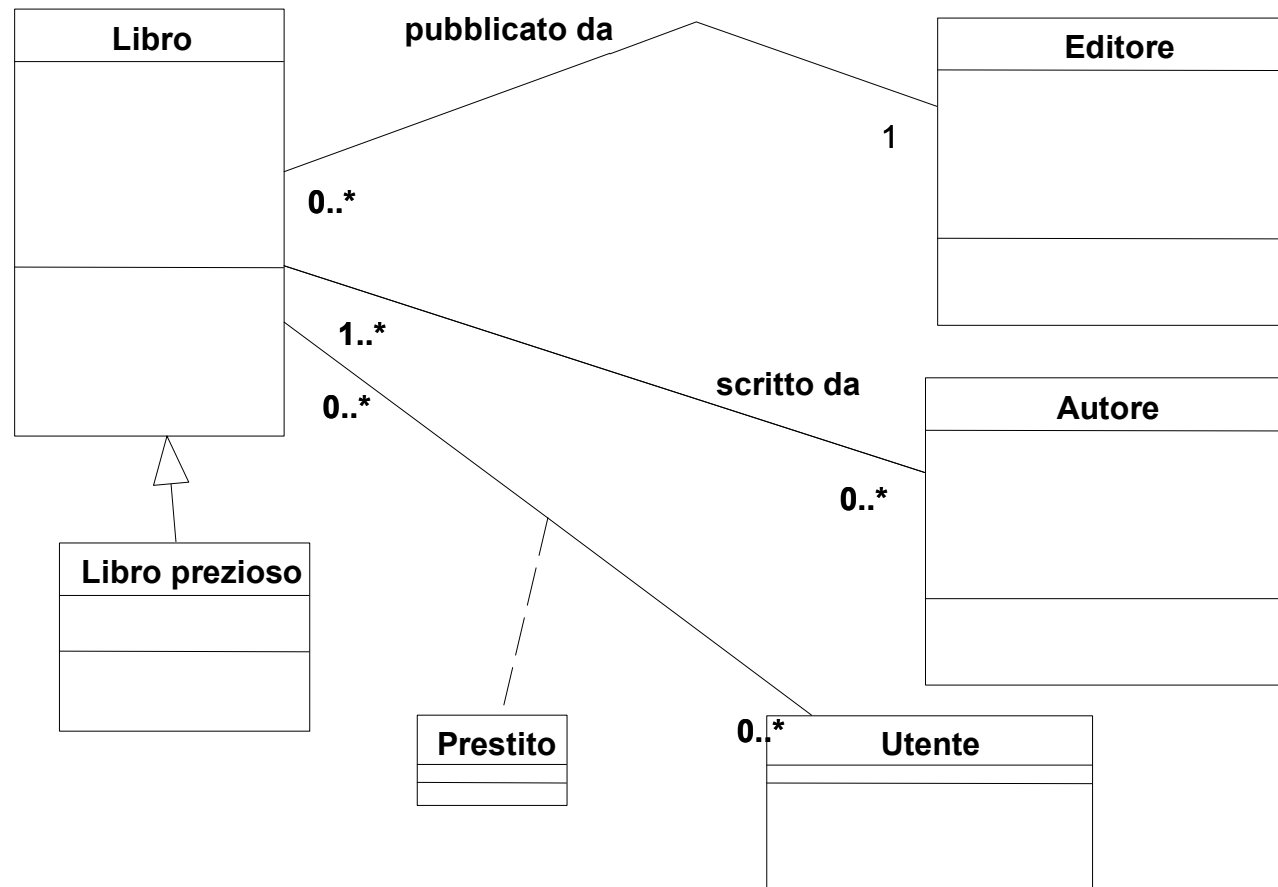 Libro
pubblicato da
Editore
1
0..*
1..*
scritto da
0..*
Autore
0..*
Libro prezioso
Prestito
0..*
Utente